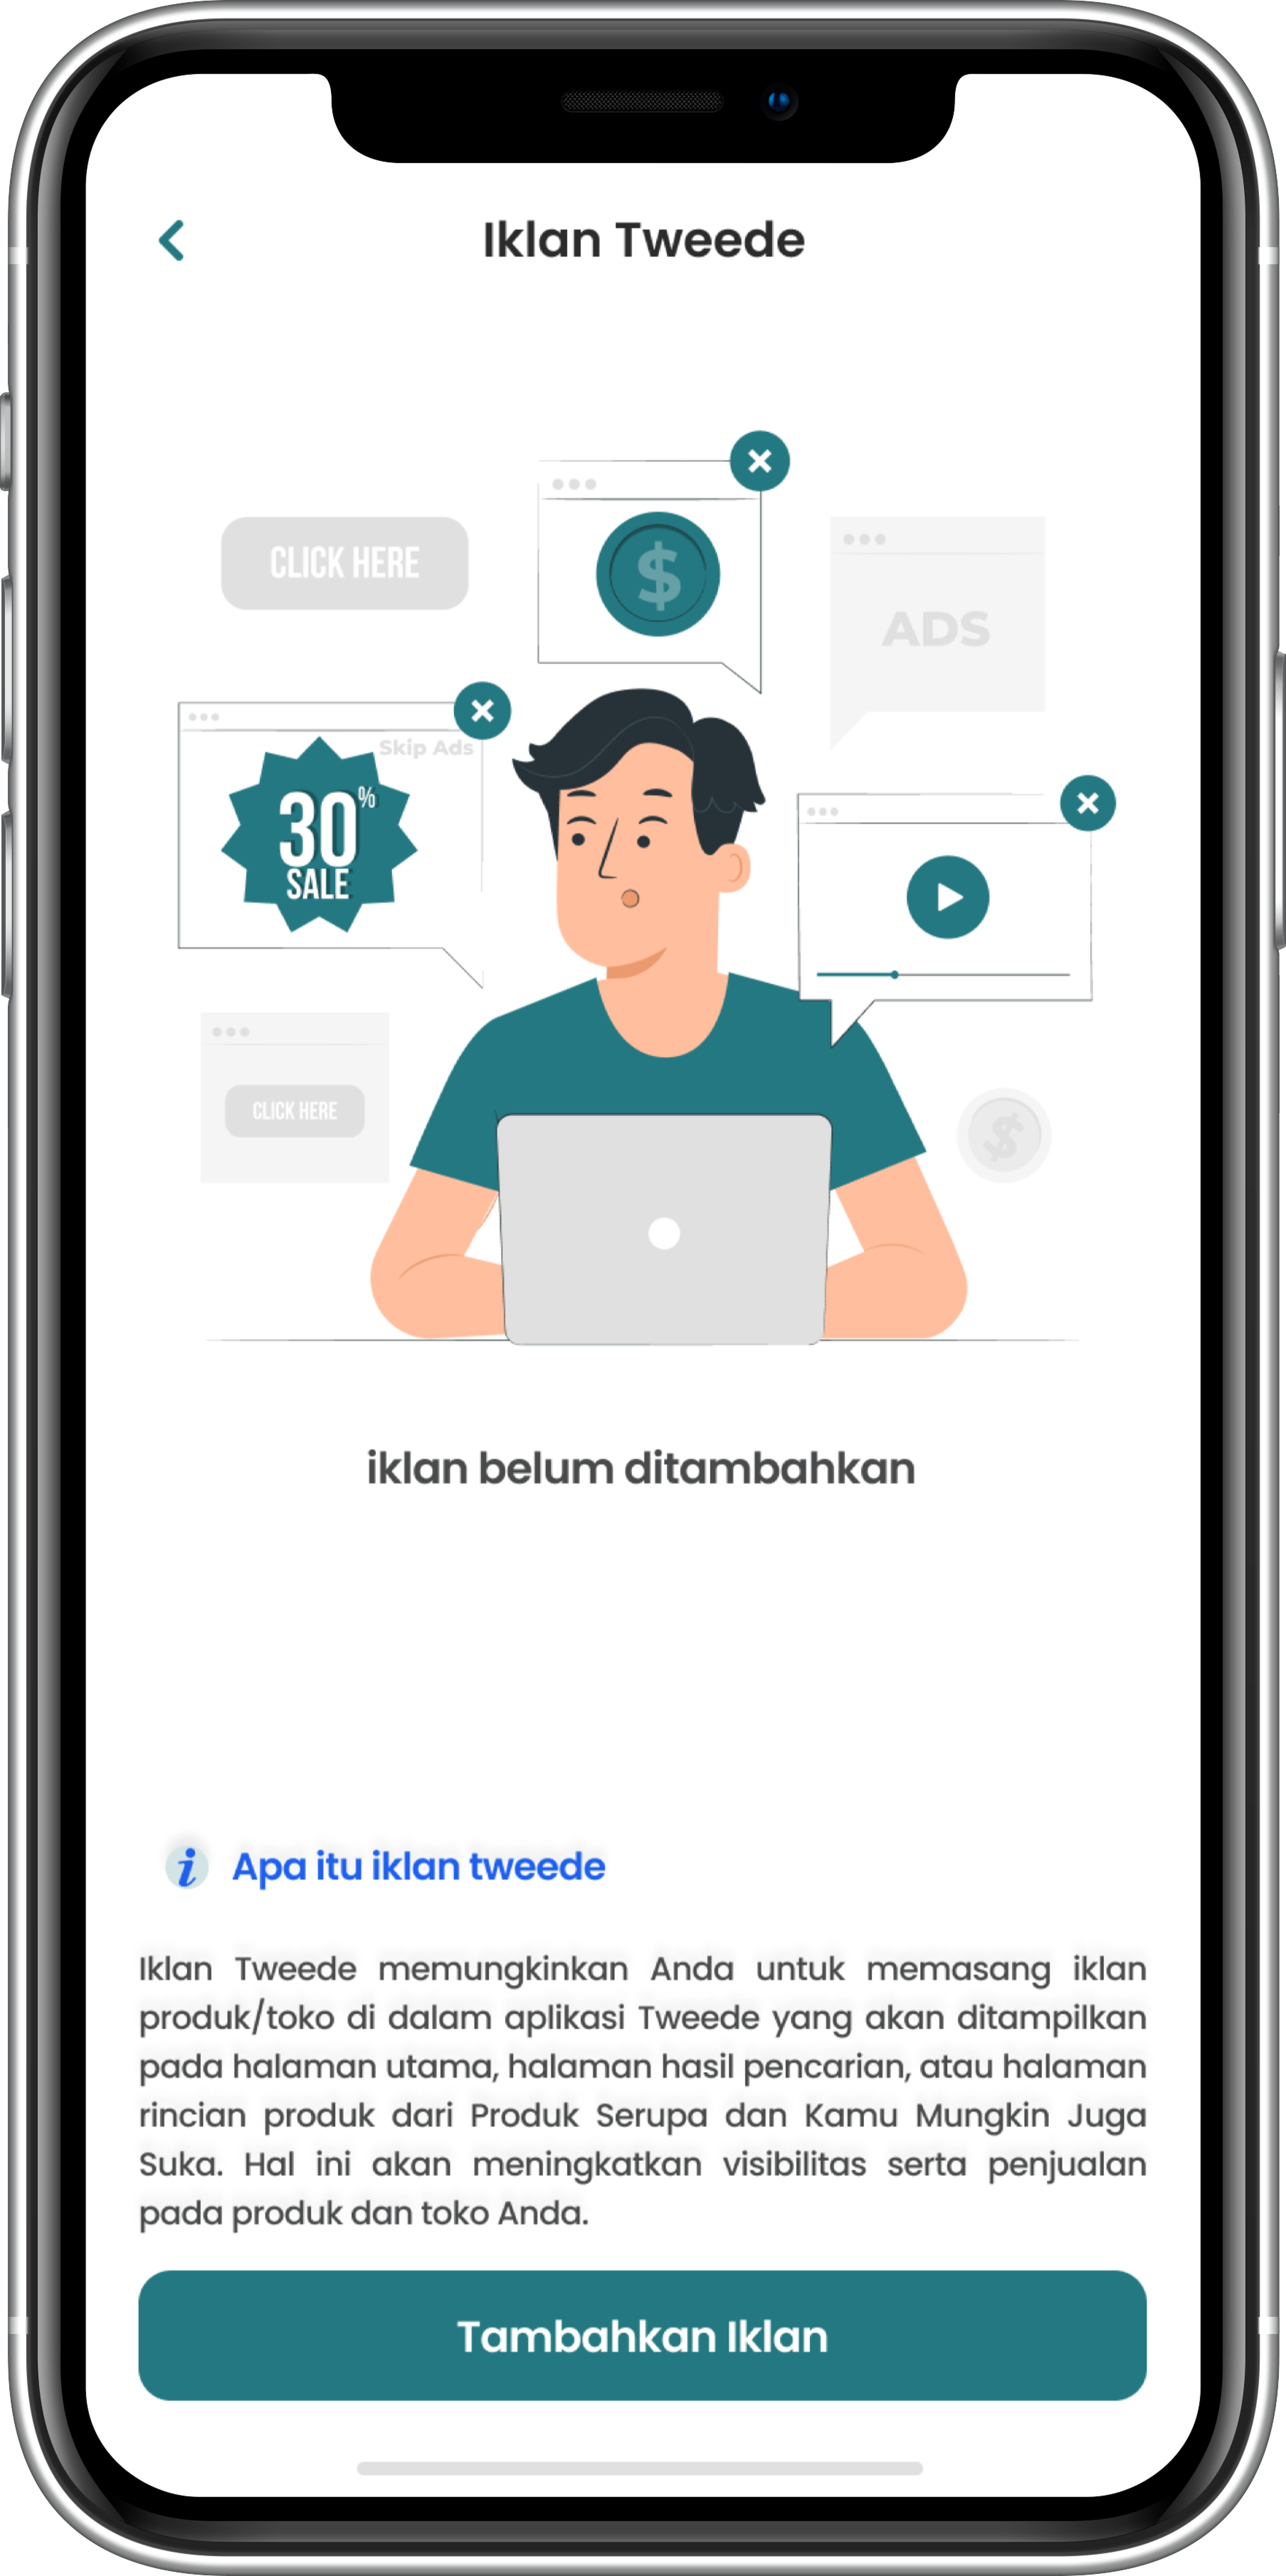 Iklan Tweede
CLICK HERE
$
ADS
Skip Ads
30%
SALE
CLICK HERE
$
iklan belum ditambahkan
i Apa itu iklan tweede
Iklan Tweede memungkinkan Anda untuk memasang iklan
produk/toko di dalam aplikasi Tweede yang akan ditampilkan
pada halaman utama, halaman hasil pencarian, atau halaman
rincian produk dari Produk Serupa dan Kamu Mungkin Juga
Suka. Hal ini akan meningkatkan visibilitas serta penjualan
pada produk dan toko Anda.
Tambahkan Iklan